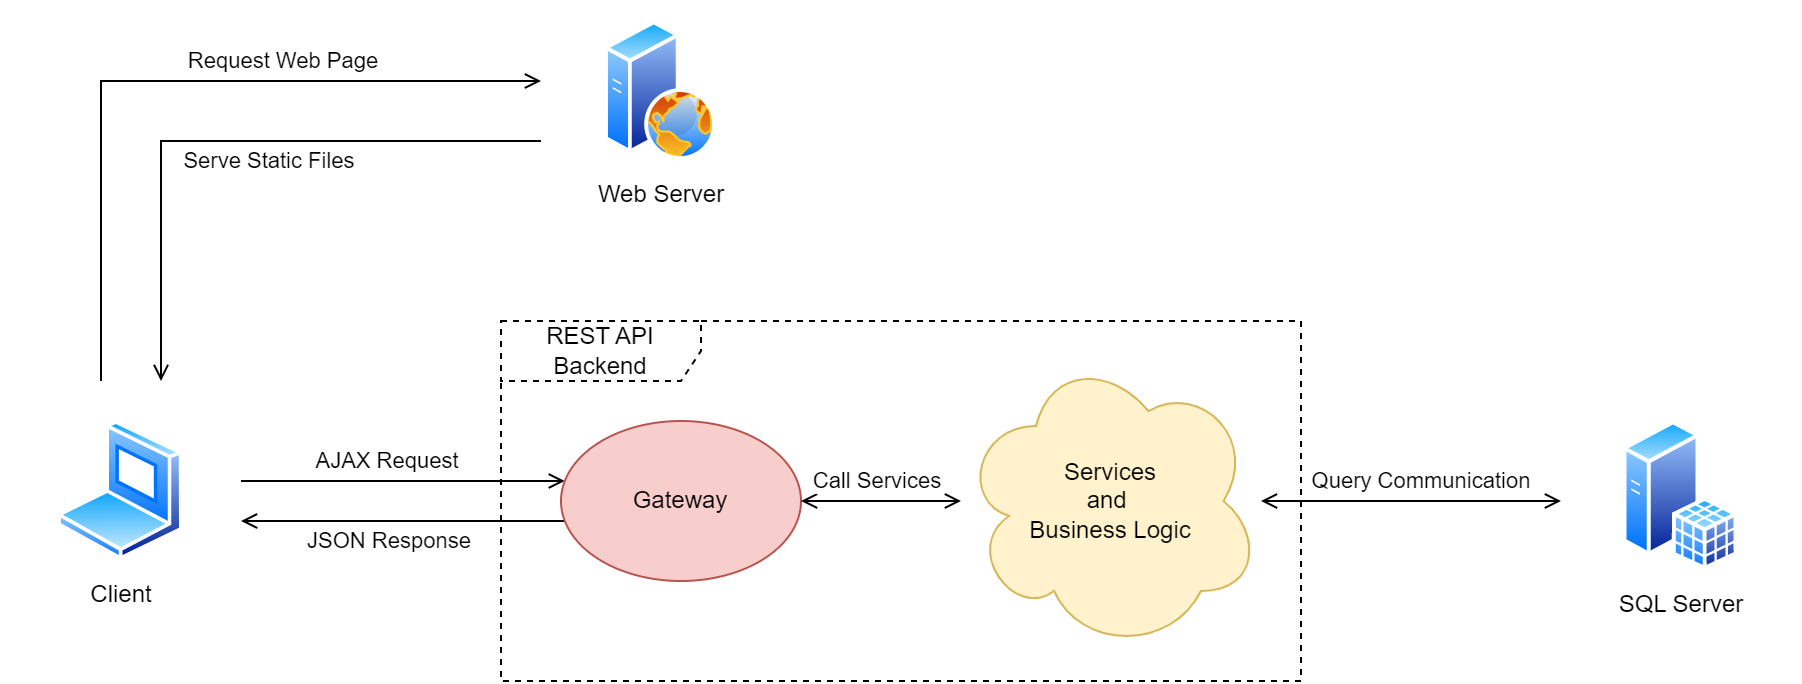 Request Web Page
Serve Static Files
Web Server
REST API
Backend
AJAX Request
JSON Response
Client
Gateway
Call Services
Services
and
Business Logic
Query Communication
SQL Server